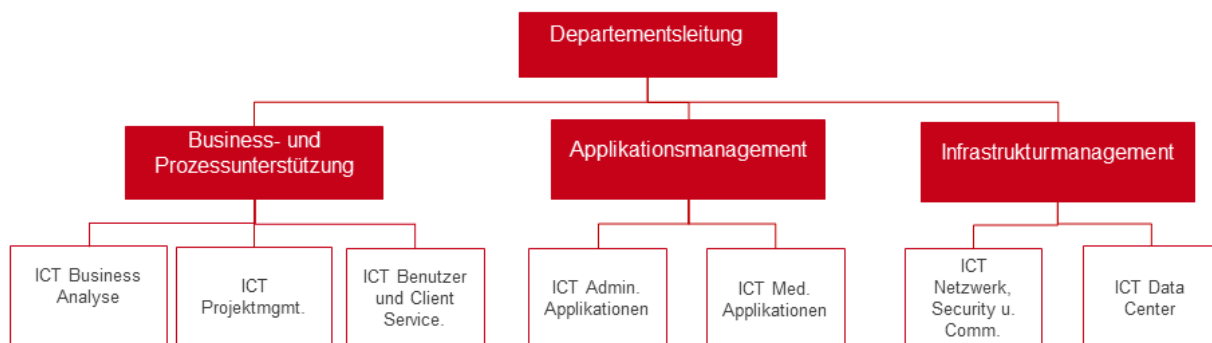 Departementsleitung
Business- und
Prozessunterstützung
Applikationsmanagement
Infrastrukturmanagement
ICT Business
Analyse
ICT
Projektmgmt.
ICT Benutzer
und Client
Service.
ICT Admin.
Applikationen
ICT Med.
Applikationen
ICT
Netzwerk,
Security u.
Comm.
ICT Data
Center